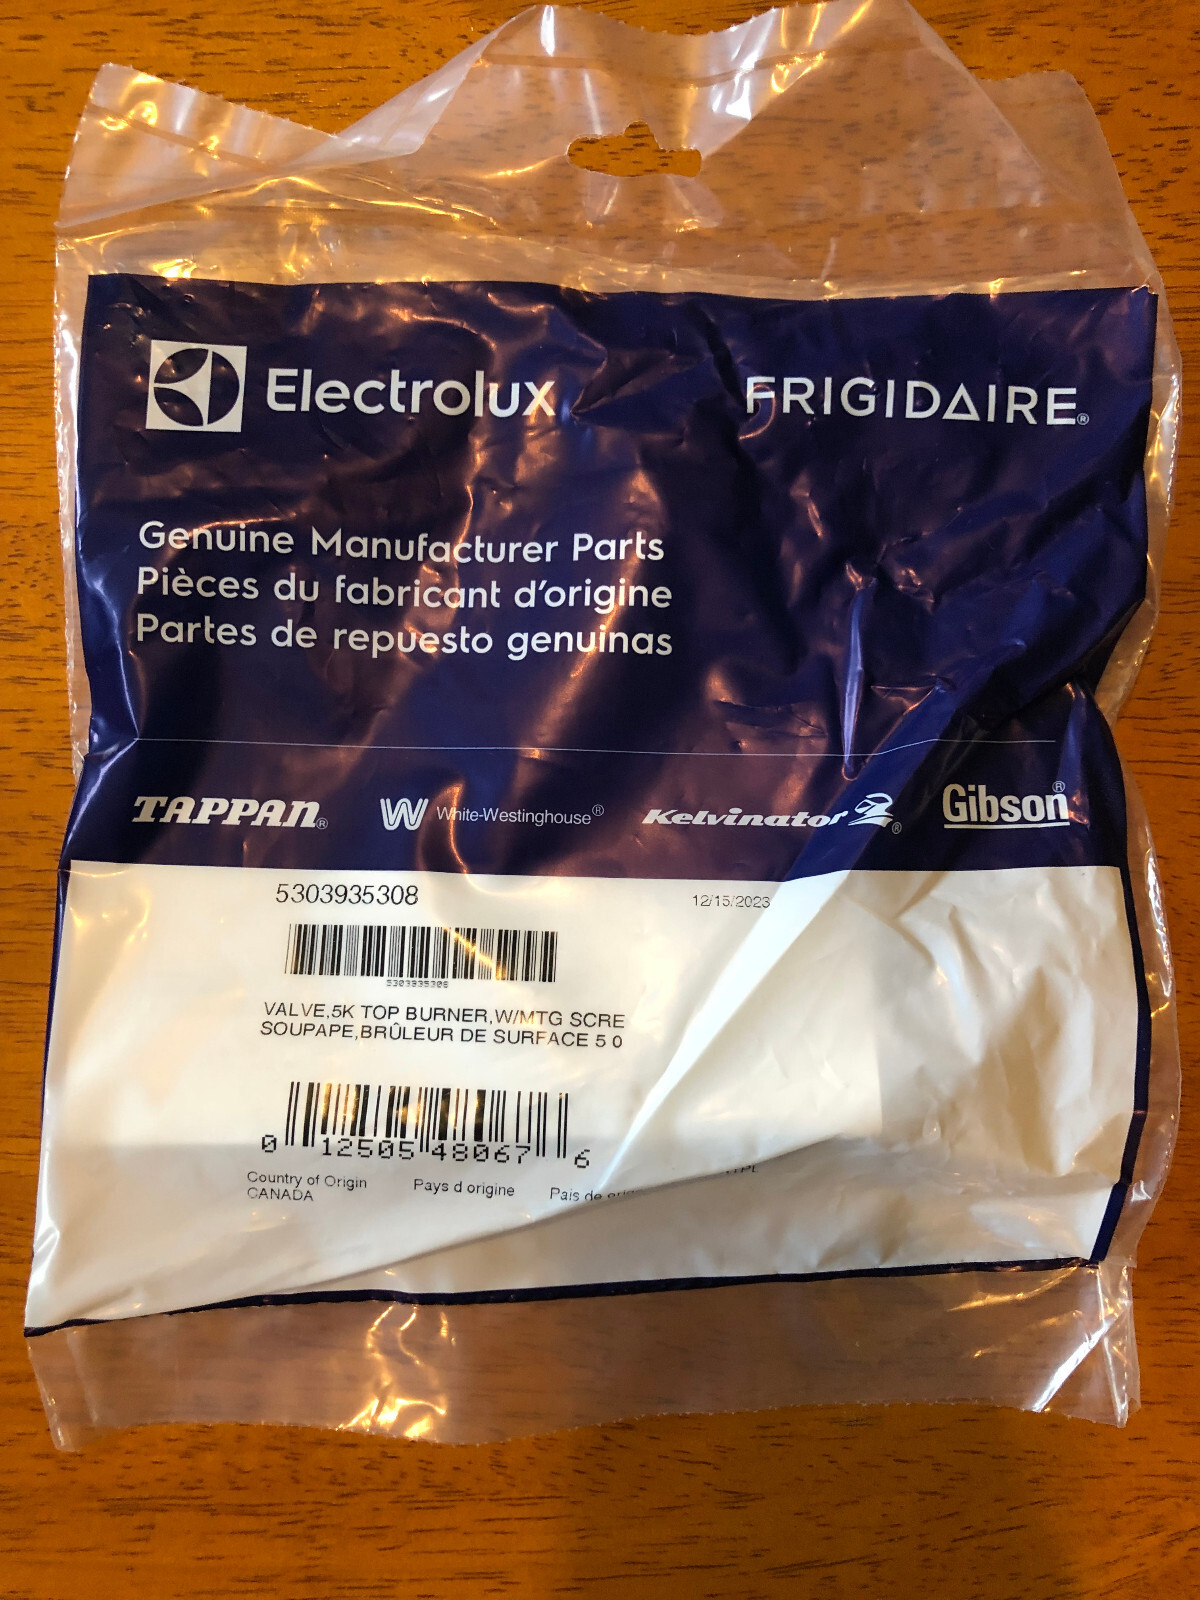 Electrolux FRIGIDAIRE®
Genuine Manufacturer Parts
Pièces du fabricant d'origine
Partes de repuesto genuinas
TAPPAN® W White-Westinghouse® Kelvinator® Gibson®
5303935308 12/15/2023
5303935308
VALVE,5K TOP BURNER,W/MTG SCRE
SOUPAPE,BRÛLEUR DE SURFACE 5 0
0 12505 48067 6
Country of Origin Pays d origine Pais de
CANADA